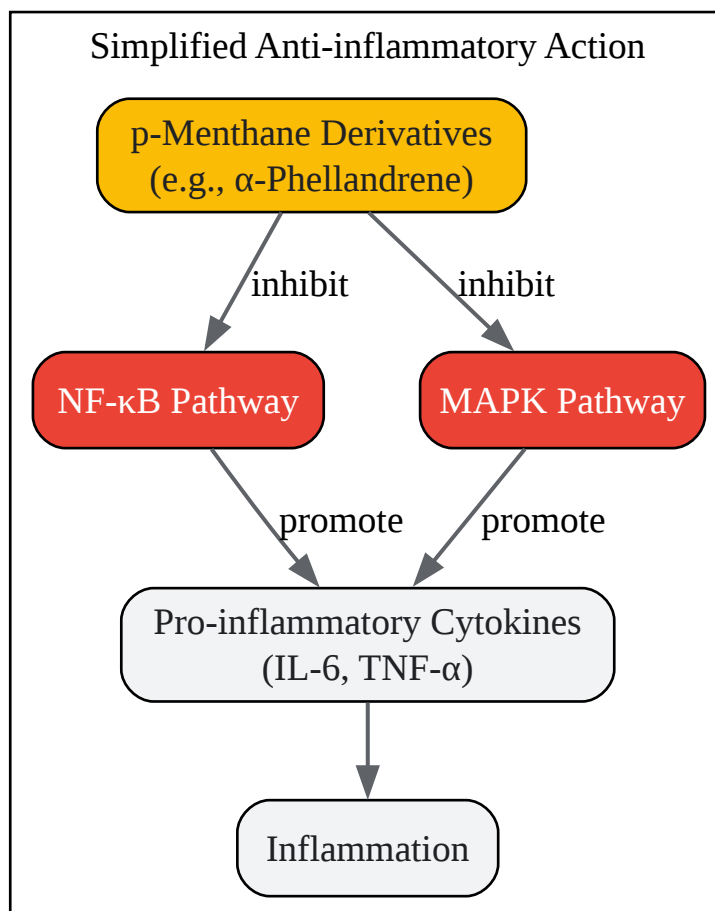 Simplified Anti-inflammatory Action
p-Menthane Derivatives
(e.g., α-Phellandrene)
inhibit
inhibit
NF-κB Pathway
MAPK Pathway
promote
promote
Pro-inflammatory Cytokines
(IL-6, TNF-α)
Inflammation